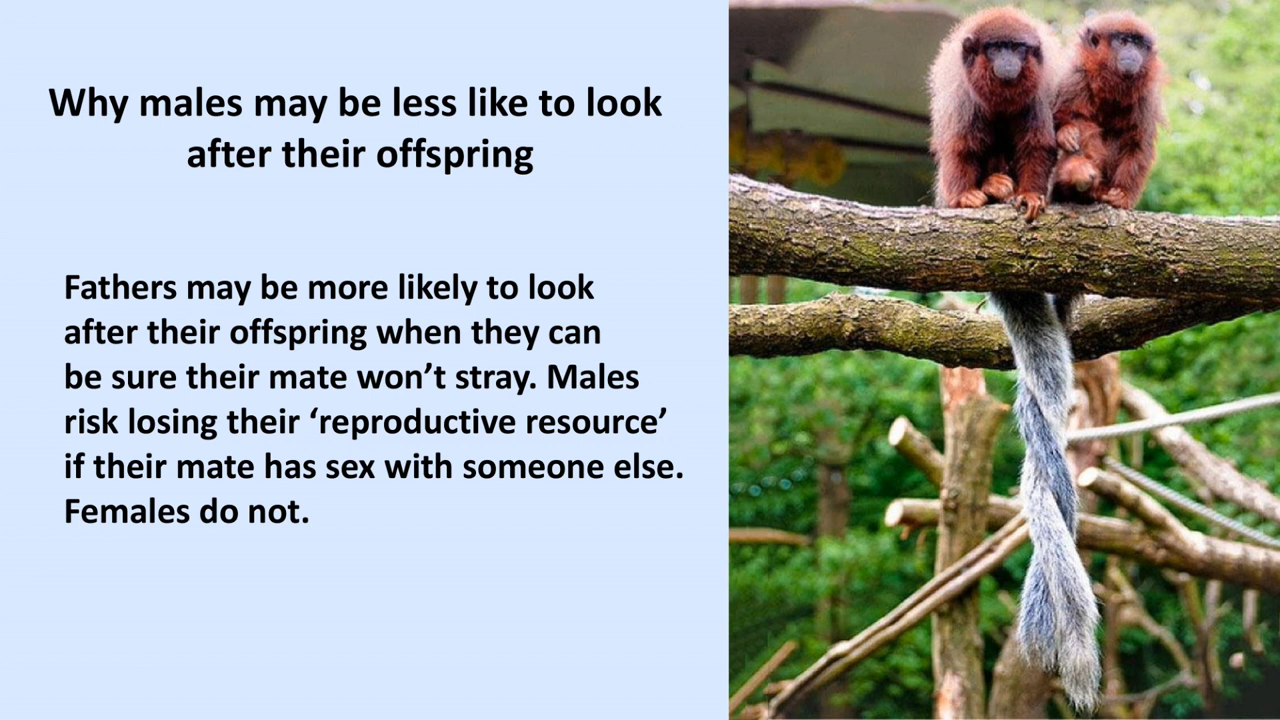 Why males may be less like to look
after their offspring
Fathers may be more likely to look
after their offspring when they can
be sure their mate won’t stray. Males
risk losing their ‘reproductive resource’
if their mate has sex with someone else.
Females do not.